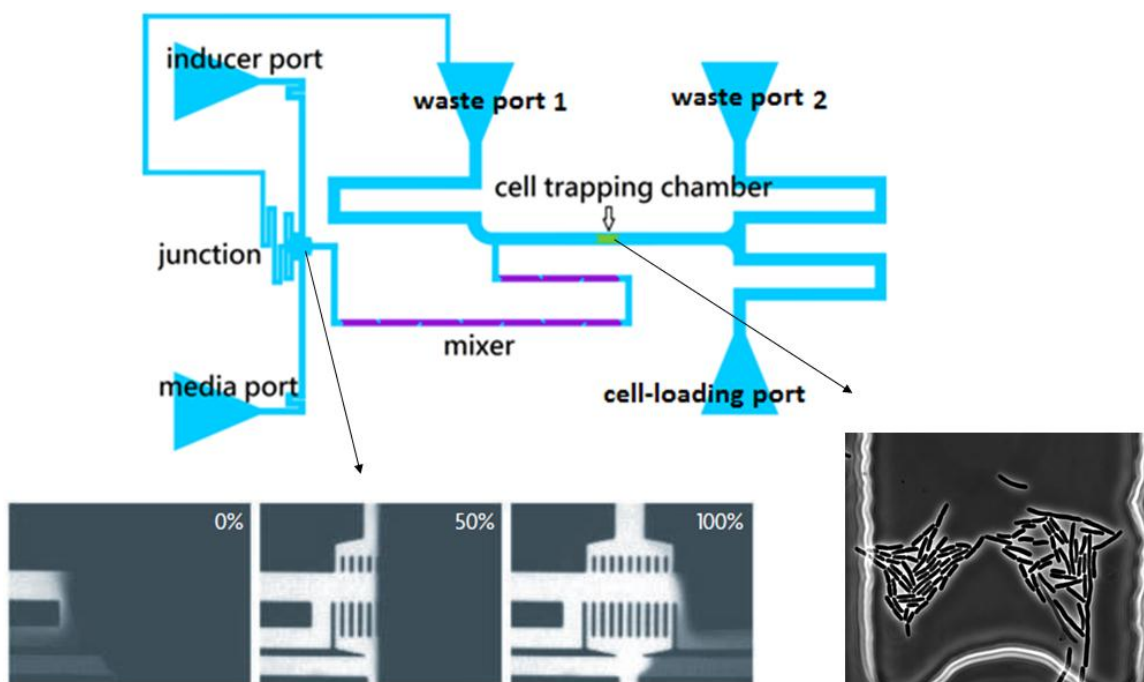 inducer port
waste port 1
waste port 2
cell trapping chamber
junction
mixer
media port
cell-loading port
0%
50%
100%